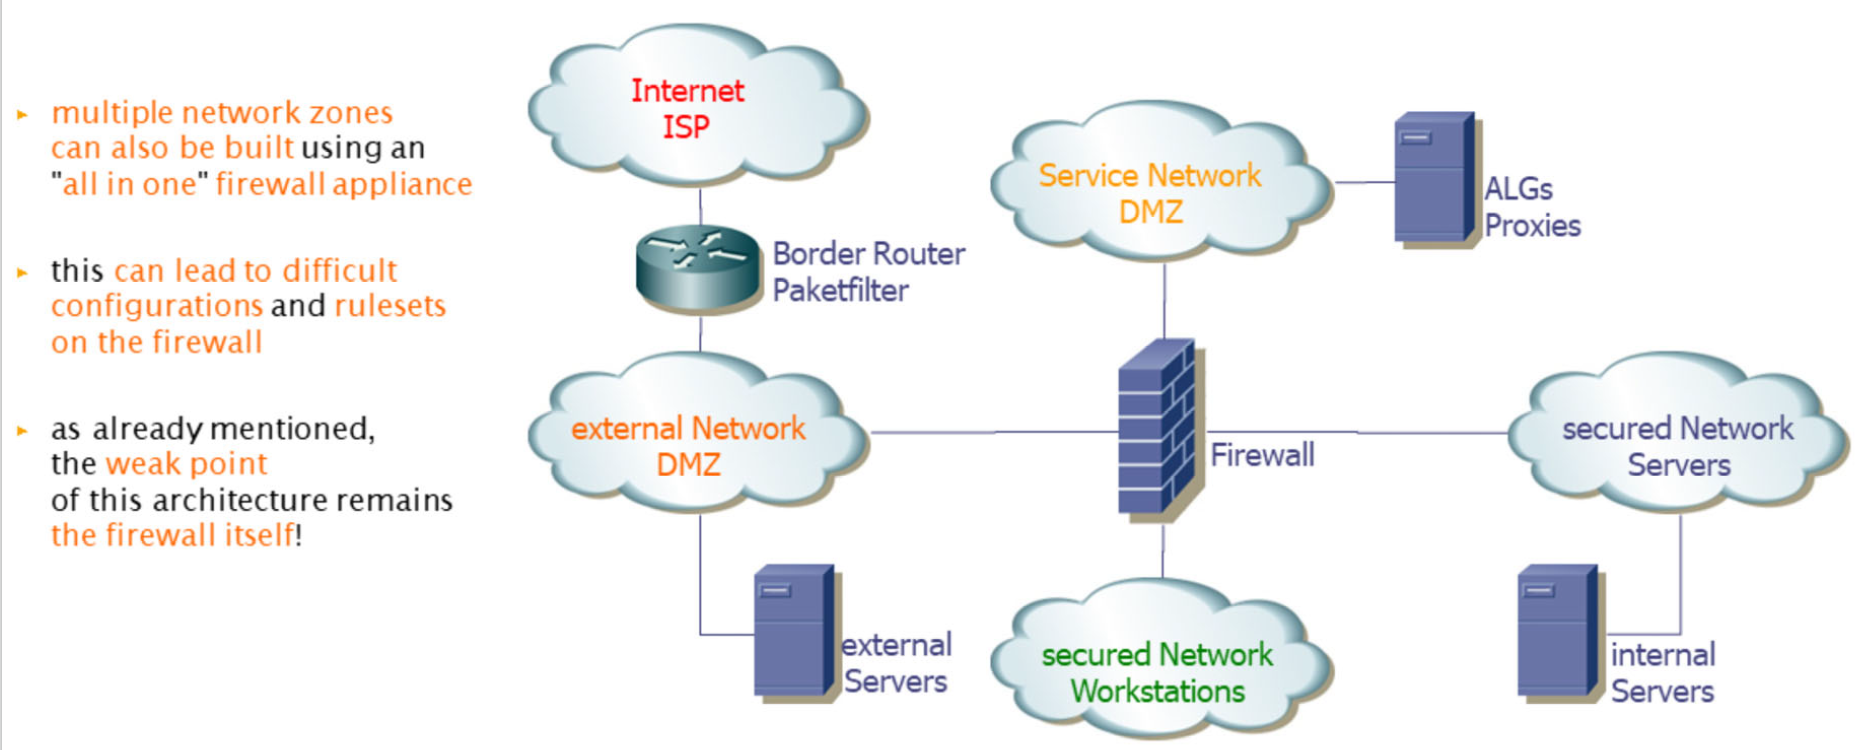 multiple network zones
can also be built using an
"all in one" firewall appliance
this can lead to difficult
configurations and rulesets
on the firewall
as already mentioned,
the weak point
of this architecture remains
the firewall itself!
Internet
ISP
Border Router
Paketfilter
Service Network
DMZ
ALGs
Proxies
external Network
DMZ
Firewall
secured Network
Servers
external
Servers
secured Network
Workstations
internal
Servers